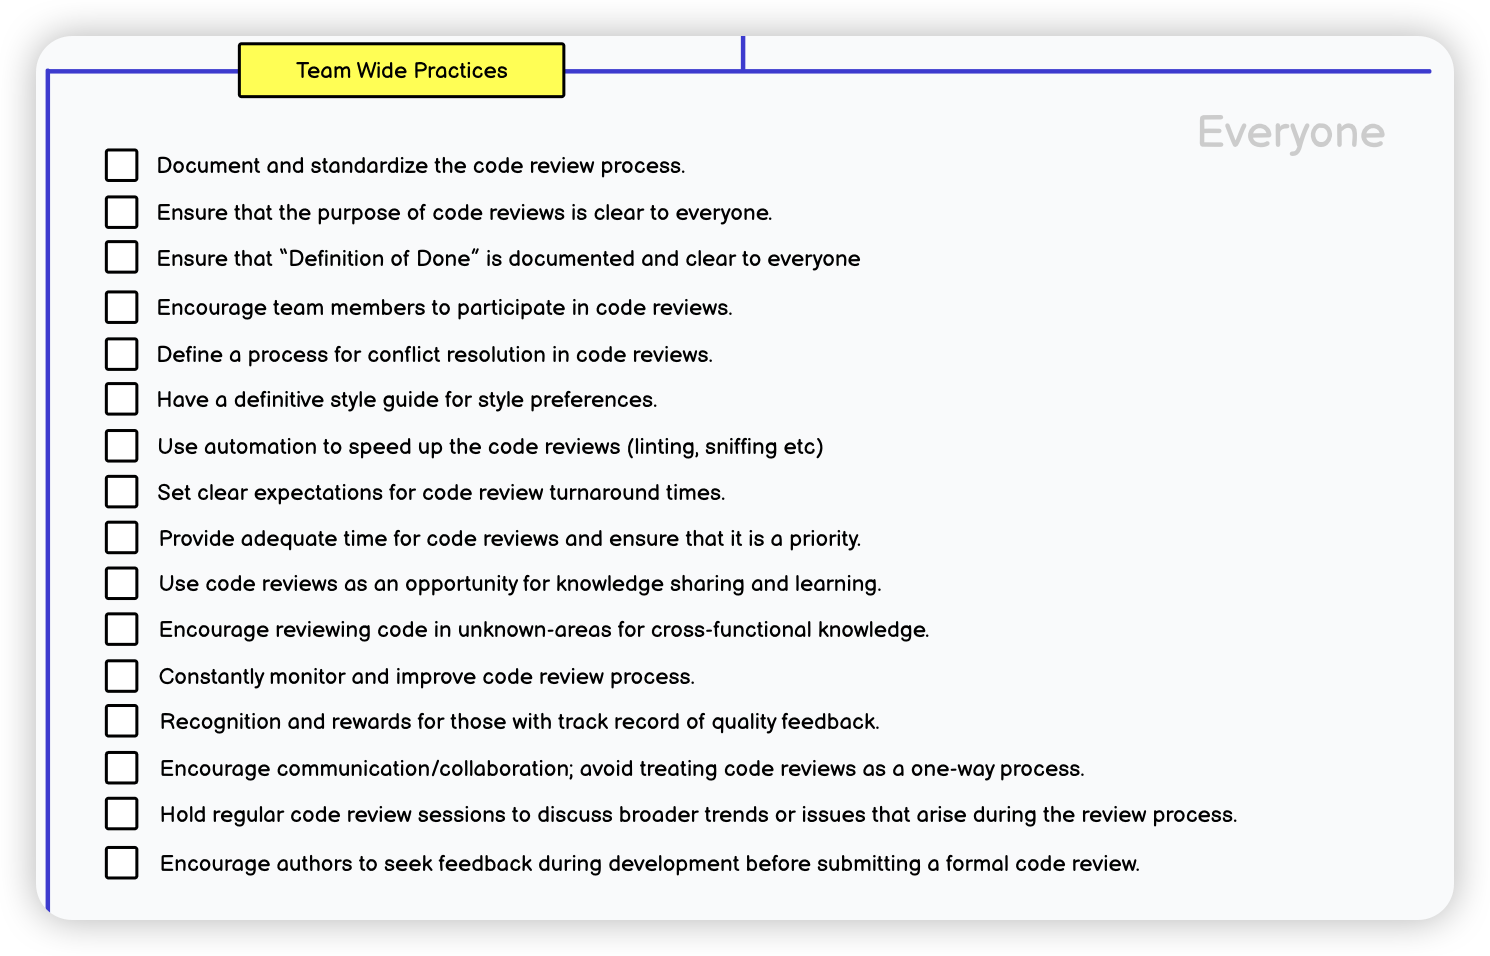 Team Wide Practices
Everyone
Document and standardize the code review process.
Ensure that the purpose of code reviews is clear to everyone.
Ensure that “Definition of Done” is documented and clear to everyone
Encourage team members to participate in code reviews.
Define a process for conflict resolution in code reviews.
Have a definitive style guide for style preferences.
Use automation to speed up the code reviews (linting, sniffing etc)
Set clear expectations for code review turnaround times.
Provide adequate time for code reviews and ensure that it is a priority.
Use code reviews as an opportunity for knowledge sharing and learning.
Encourage reviewing code in unknown-areas for cross-functional knowledge.
Constantly monitor and improve code review process.
Recognition and rewards for those with track record of quality feedback.
Encourage communication/collaboration; avoid treating code reviews as a one-way process.
Hold regular code review sessions to discuss broader trends or issues that arise during the review process.
Encourage authors to seek feedback during development before submitting a formal code review.